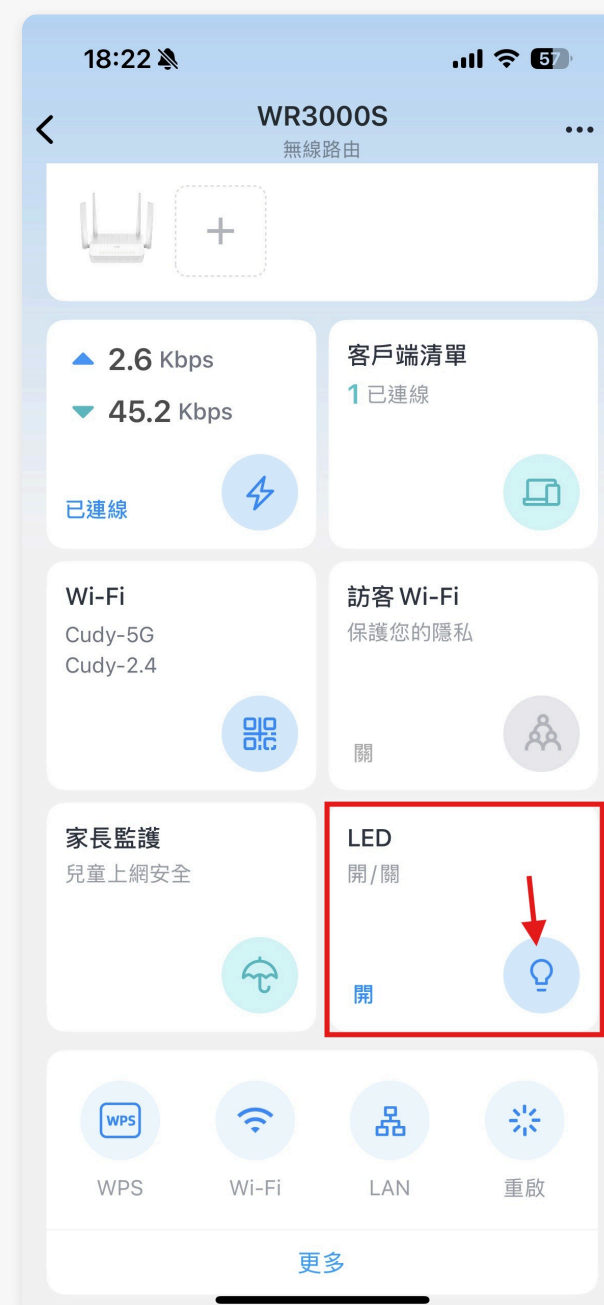 18:22
57
WR3000S
無線路由
2.6 Kbps
45.2 Kbps
已連線
客戶端清單
1 已連線
Wi-Fi
Cudy-5G
Cudy-2.4
訪客 Wi-Fi
保護您的隱私
關
家長監護
兒童上網安全
LED
開/關
開
WPS
WPS
Wi-Fi
LAN
重啟
更多